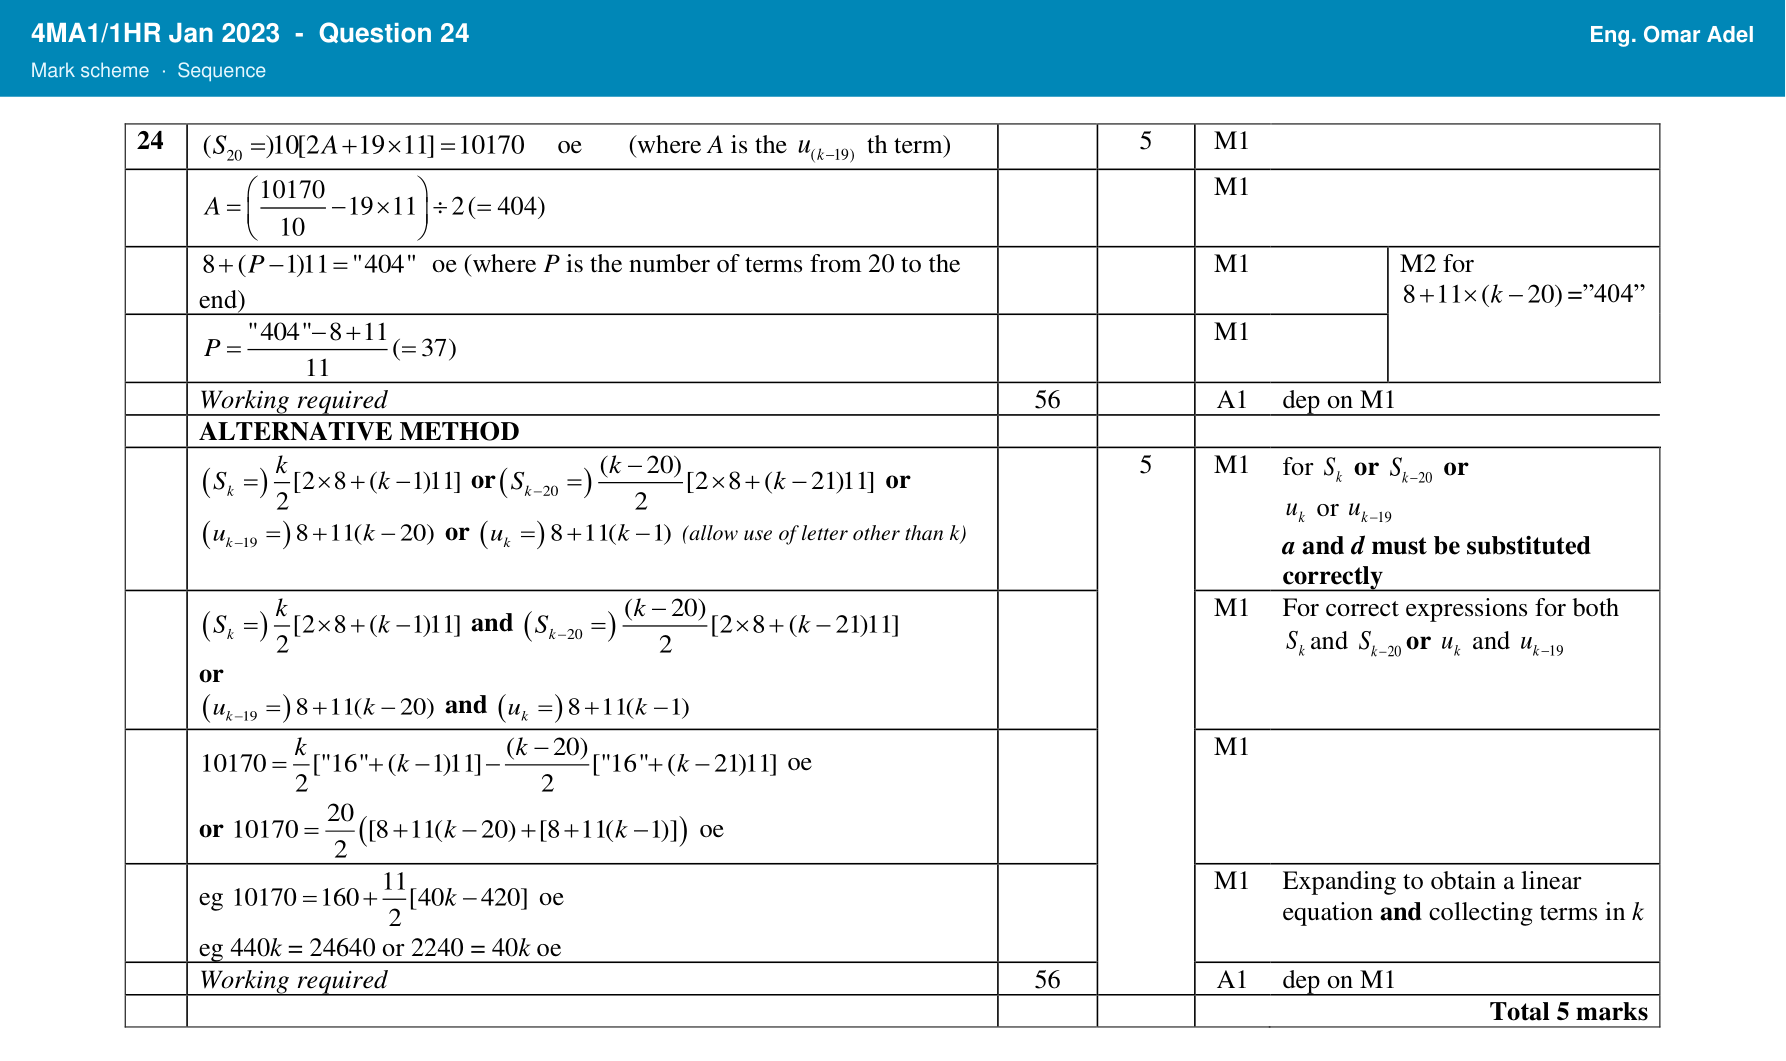 4MA1/1HR Jan 2023 - Question 24
Eng. Omar Adel
Mark scheme · Sequence
24 (S₂₀ =)10[2A+19×11]=10170 oe (where A is the u₍ₖ₋₁₉₎ th term) 5 M1
A = (10170/10 −19×11) ÷ 2 (= 404) M1
8+(P−1)11="404" oe (where P is the number of terms from 20 to the end) M1
M2 for
8+11×(k−20)=”404”
P = ("404"−8+11)/11 (=37) M1
Working required 56 A1 dep on M1
ALTERNATIVE METHOD
(Sₖ =) k/2 [2×8+(k−1)11] or (Sₖ₋₂₀ =) (k−20)/2 [2×8+(k−21)11] or
(uₖ₋₁₉ =) 8+11(k−20) or (uₖ =) 8+11(k−1) (allow use of letter other than k)
5 M1 for Sₖ or Sₖ₋₂₀ or
uₖ or uₖ₋₁₉
a and d must be substituted
correctly
(Sₖ =) k/2 [2×8+(k−1)11] and (Sₖ₋₂₀ =) (k−20)/2 [2×8+(k−21)11]
or
(uₖ₋₁₉ =) 8+11(k−20) and (uₖ =) 8+11(k−1)
M1 For correct expressions for both
Sₖ and Sₖ₋₂₀ or uₖ and uₖ₋₁₉
10170 = k/2 ["16"+(k−1)11] − (k−20)/2 ["16"+(k−21)11] oe M1
or 10170 = 20/2 ([8+11(k−20)+[8+11(k−1)]) oe
eg 10170 = 160 + 11/2 [40k−420] oe
eg 440k = 24640 or 2240 = 40k oe
M1 Expanding to obtain a linear
equation and collecting terms in k
Working required 56 A1 dep on M1
Total 5 marks